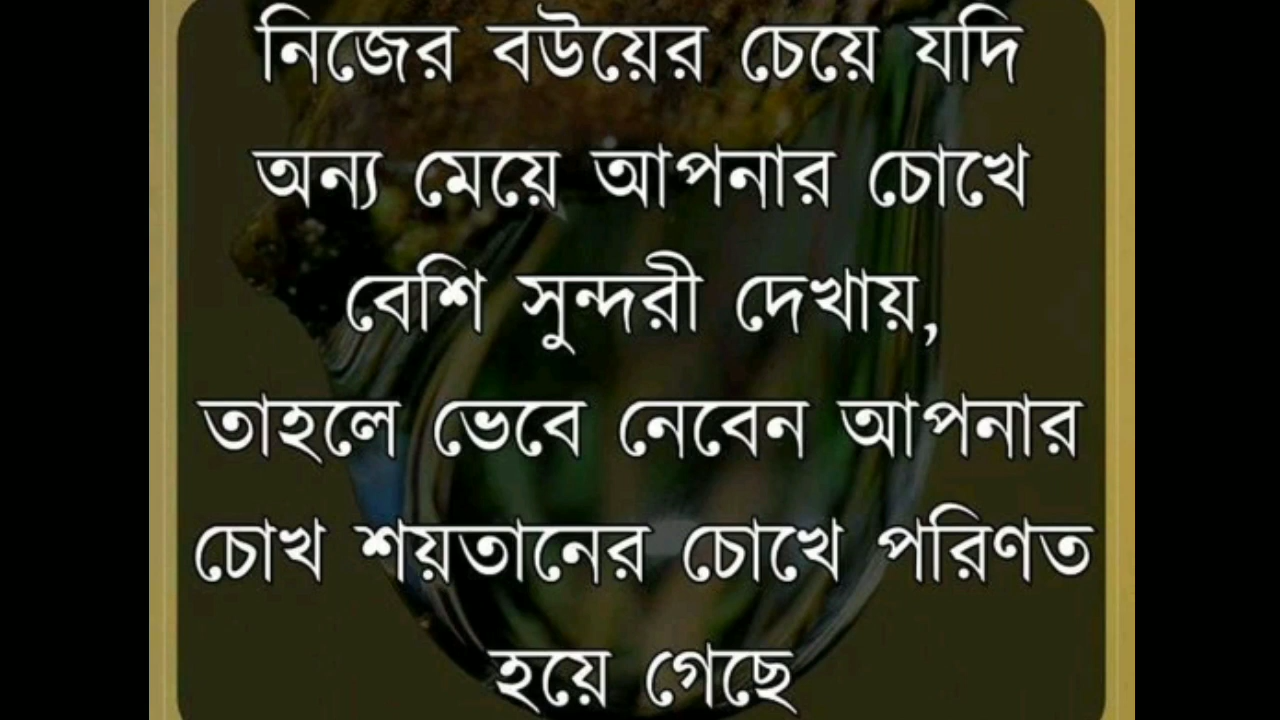 নিজের বউয়ের চেয়ে যদি
অন্য মেয়ে আপনার চোখে
বেশি সুন্দরী দেখায়,
তাহলে ভেবে নেবেন আপনার
চোখ শয়তানের চোখে পরিণত
হয়ে গেছে